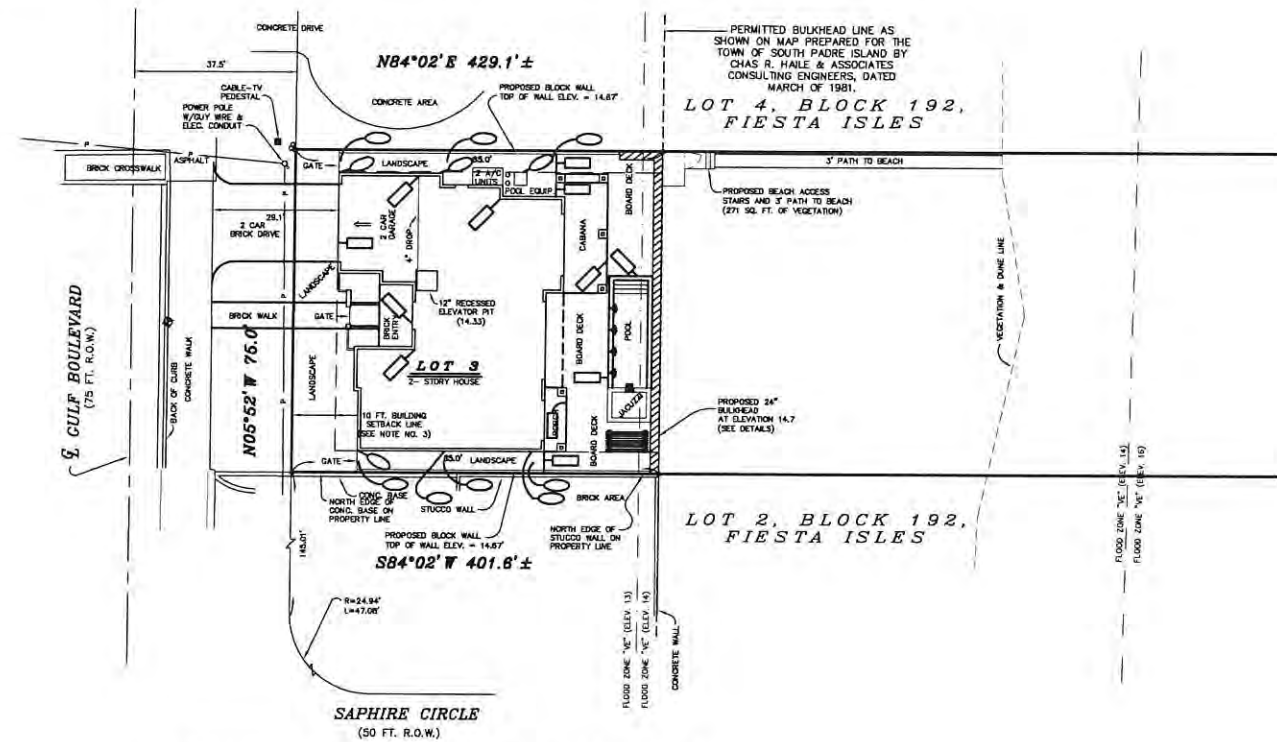 CONCRETE DRIVE
PERMITTED BULKHEAD LINE AS
SHOWN ON MAP PREPARED FOR THE
TOWN OF SOUTH PADRE ISLAND BY
CHAS R. HAILE & ASSOCIATES
CONSULTING ENGINEERS, DATED
MARCH OF 1981.
N84°02'E 429.1'±
37.5'
CABLE-TV
PEDESTAL
POWER POLE
W/GUY WIRE &
ELEC. CONDUIT
CONCRETE AREA
PROPOSED BLOCK WALL
TOP OF WALL ELEV. = 14.67'
LOT 4, BLOCK 192,
FIESTA ISLES
BRICK CROSSWALK
ASPHALT
GATE
LANDSCAPE
85.0'
2 A/C
UNITS
POOL EQUIP
BOARD DECK
3' PATH TO BEACH
PROPOSED BEACH ACCESS
STAIRS AND 3' PATH TO BEACH
(271 SQ. FT. OF VEGETATION)
29.1'
2 CAR
BRICK DRIVE
2 CAR
GARAGE
4" DROP
CABANA
LANDSCAPE
12" RECESSED
ELEVATOR PIT
(14.33)
BRICK WALK
GATE
BRICK
ENTRY
BOARD DECK
POOL
VEGETATION & DUNE LINE
℄ GULF BOULEVARD
(75 FT. R.O.W.)
BACK OF CURB
CONCRETE WALK
N05°52'W 75.0'
LANDSCAPE
LOT 3
2- STORY HOUSE
10 FT. BUILDING
SETBACK LINE
(SEE NOTE NO. 3)
JACUZZI
BOARD DECK
PROPOSED 24"
BULKHEAD
AT ELEVATION 14.7
(SEE DETAILS)
GATE
85.0'
LANDSCAPE
CONC. BASE
NORTH EDGE OF
CONC. BASE ON
PROPERTY LINE
STUCCO WALL
BRICK AREA
PROPOSED BLOCK WALL
TOP OF WALL ELEV. = 14.67'
NORTH EDGE OF
STUCCO WALL ON
PROPERTY LINE
LOT 2, BLOCK 192,
FIESTA ISLES
S84°02'W 401.6'±
145.01'
R=24.94'
L=47.08'
FLOOD ZONE "VE" (ELEV. 13)
FLOOD ZONE "VE" (ELEV. 14)
CONCRETE WALL
FLOOD ZONE "VE" (ELEV. 14)
FLOOD ZONE "VE" (ELEV. 15)
SAPHIRE CIRCLE
(50 FT. R.O.W.)